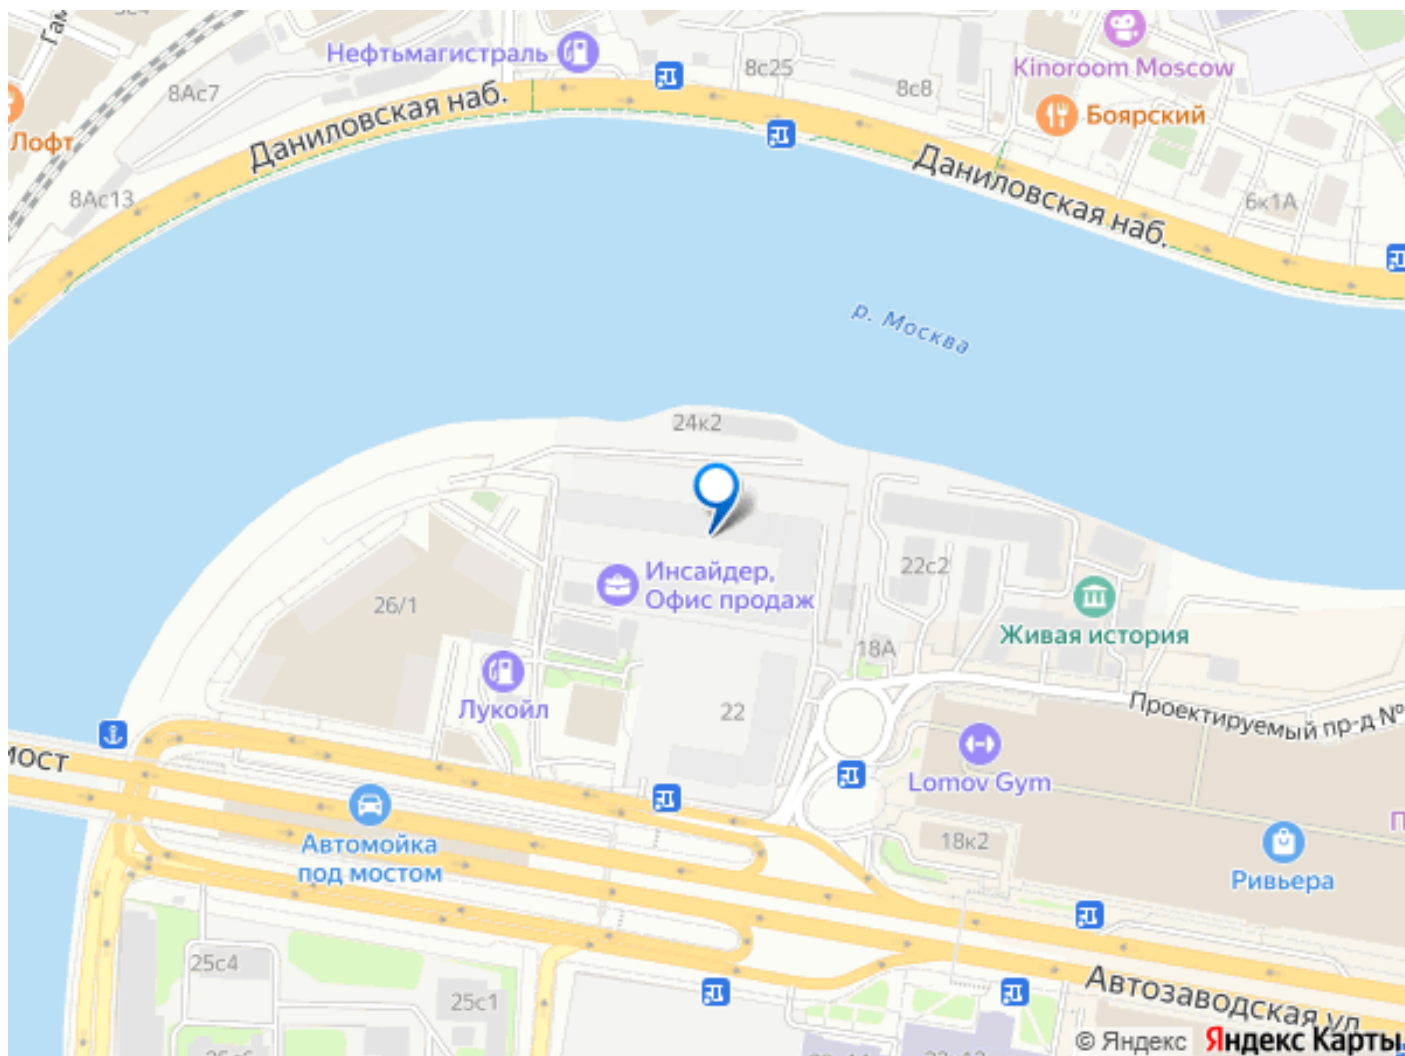 Нефтьмагистраль
8с25
8с8
Kinoroom Moscow
8Ас7
Даниловская наб.
Боярский
Лофт
Даниловская наб.
8Ас13
6к1А
р. Москва
24к2
22с2
Инсайдер,
Офис продаж
26/1
Живая история
18А
Лукойл
22
Проектируемый пр-д №
мост
Lomov Gym
Автомойка
под мостом
18к2
Ривьера
25с4
25с1
Автозаводская ул.
© Яндекс Яндекс Карты